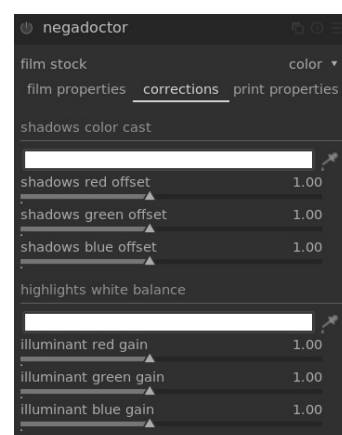 negadoctor
film stock color
film properties corrections print properties
shadows color cast
shadows red offset 1.00
shadows green offset 1.00
shadows blue offset 1.00
highlights white balance
illuminant red gain 1.00
illuminant green gain 1.00
illuminant blue gain 1.00